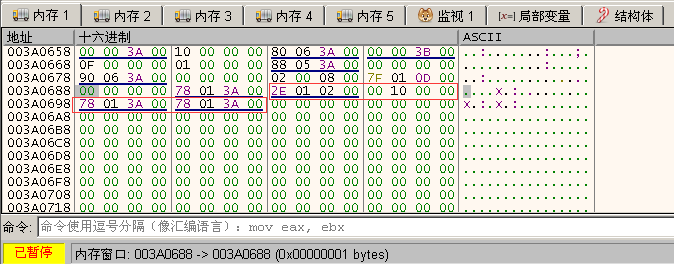 内存 1 内存 2 内存 3 内存 4 内存 5 监视 1 [x=] 局部变量 结构体
地址 十六进制 ASCII
003A0658 00 00 3A 00 10 00 00 00 80 06 3A 00 00 00 3B 00 ..:.......:...;.
003A0668 0F 00 00 00 01 00 00 00 88 05 3A 00 00 00 00 00 ..........:.....
003A0678 90 06 3A 00 00 00 00 00 02 00 08 00 7F 01 0D 00 ..:.............
003A0688 00 00 00 00 78 01 3A 00 2E 01 02 00 00 10 00 00 ....x.:.........
003A0698 78 01 3A 00 78 01 3A 00 00 00 00 00 00 00 00 00 x.:.x.:.........
003A06A8 00 00 00 00 00 00 00 00 00 00 00 00 00 00 00 00 ................
003A06B8 00 00 00 00 00 00 00 00 00 00 00 00 00 00 00 00 ................
003A06C8 00 00 00 00 00 00 00 00 00 00 00 00 00 00 00 00 ................
003A06D8 00 00 00 00 00 00 00 00 00 00 00 00 00 00 00 00 ................
003A06E8 00 00 00 00 00 00 00 00 00 00 00 00 00 00 00 00 ................
003A06F8 00 00 00 00 00 00 00 00 00 00 00 00 00 00 00 00 ................
003A0708 00 00 00 00 00 00 00 00 00 00 00 00 00 00 00 00 ................
003A0718 00 00 00 00 00 00 00 00 00 00 00 00 00 00 00 00 ................
命令: 命令使用逗号分隔（像汇编语言）: mov eax, ebx
已暂停 内存窗口: 003A0688 -> 003A0688 (0x00000001 bytes)